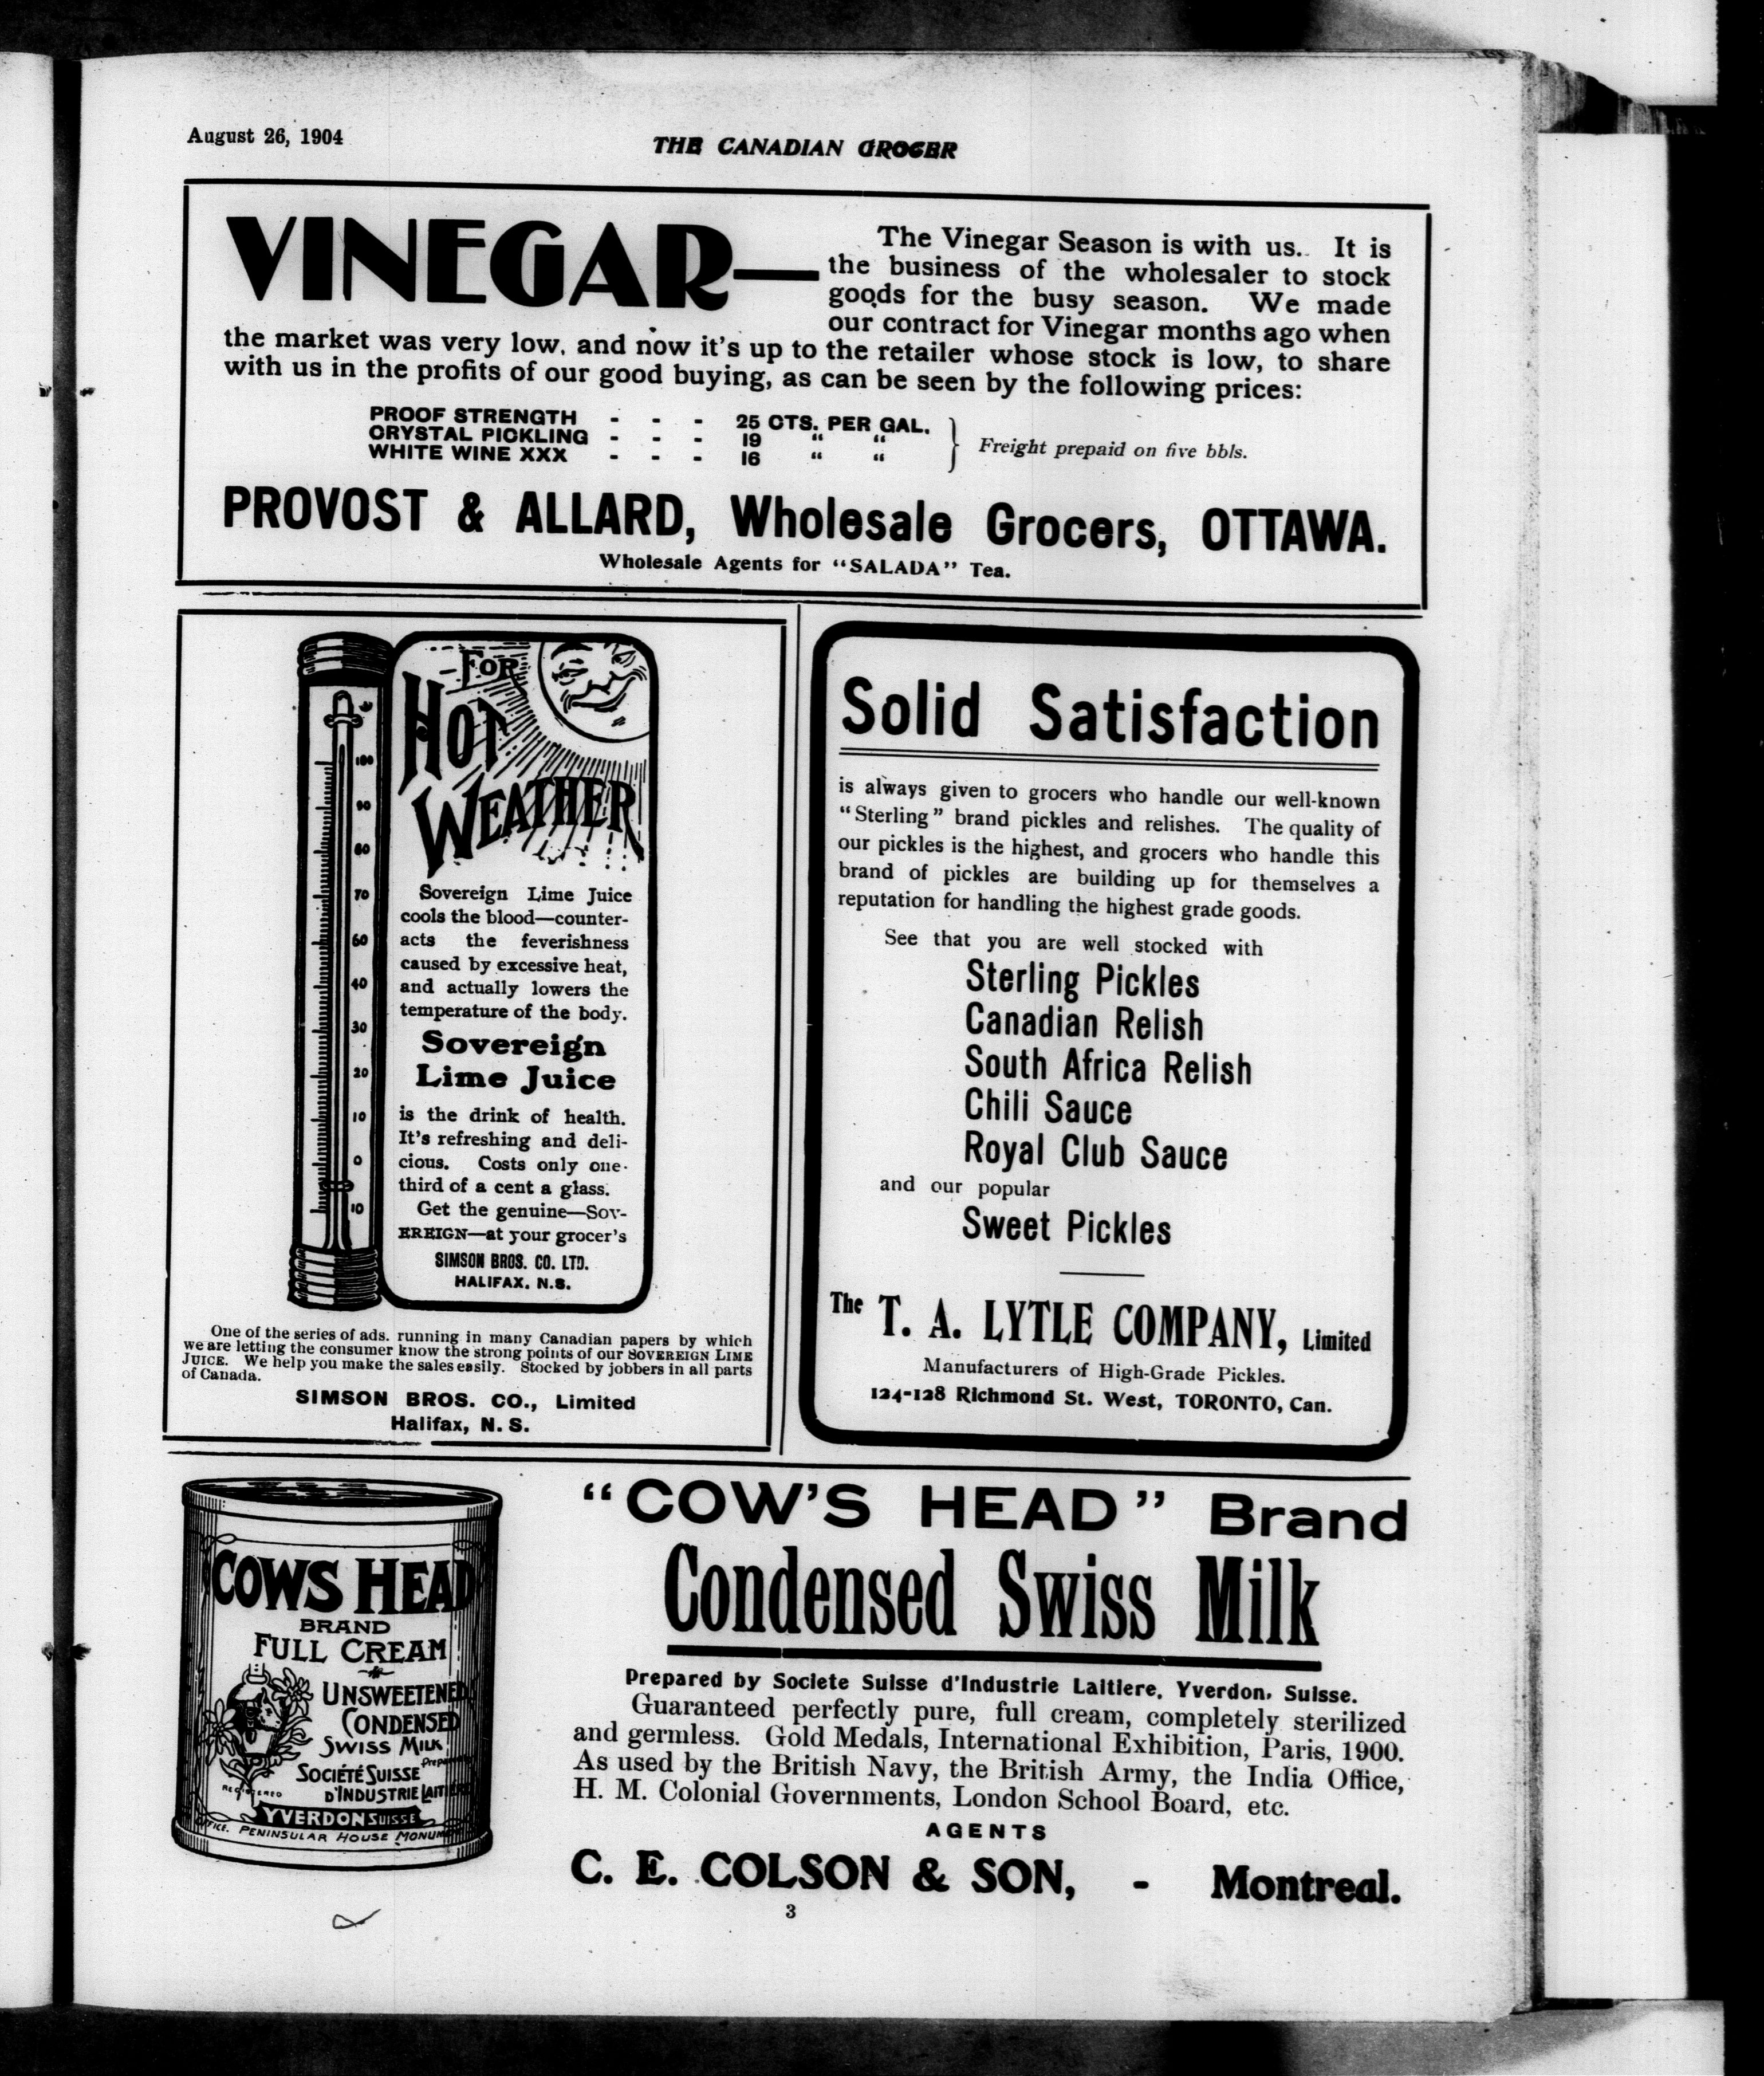 August 26, 1904
THE CANADIAN GROCER
VINEGAR—
The Vinegar Season is with us. It is
the business of the wholesaler to stock
goods for the busy season. We made
our contract for Vinegar months ago when
the market was very low, and now it's up to the retailer whose stock is low, to share
with us in the profits of our good buying, as can be seen by the following prices:
PROOF STRENGTH - - - 25 CTS. PER GAL.
CRYSTAL PICKLING - - - 19 " "
WHITE WINE XXX - - - 16 " "
Freight prepaid on five bbls.
PROVOST & ALLARD, Wholesale Grocers, OTTAWA.
Wholesale Agents for "SALADA" Tea.
FOR
HOT
WEATHER
100
90
80
70
60
40
30
20
10
0
10
Sovereign Lime Juice
cools the blood—counter-
acts the feverishness
caused by excessive heat,
and actually lowers the
temperature of the body.
Sovereign
Lime Juice
is the drink of health.
It's refreshing and deli-
cious. Costs only one-
third of a cent a glass.
Get the genuine—SOV-
EREIGN—at your grocer's
SIMSON BROS. CO. LTD.
HALIFAX, N.S.
One of the series of ads. running in many Canadian papers by which
we are letting the consumer know the strong points of our SOVEREIGN LIME
JUICE. We help you make the sales easily. Stocked by jobbers in all parts
of Canada.
SIMSON BROS. CO., Limited
Halifax, N. S.
Solid Satisfaction
is always given to grocers who handle our well-known
"Sterling" brand pickles and relishes. The quality of
our pickles is the highest, and grocers who handle this
brand of pickles are building up for themselves a
reputation for handling the highest grade goods.
See that you are well stocked with
Sterling Pickles
Canadian Relish
South Africa Relish
Chili Sauce
Royal Club Sauce
and our popular
Sweet Pickles
The T. A. LYTLE COMPANY, Limited
Manufacturers of High-Grade Pickles.
124-128 Richmond St. West, TORONTO, Can.
COWS HEAD
BRAND
FULL CREAM
UNSWEETENED
CONDENSED
SWISS MILK
SOCIÉTÉ SUISSE
D'INDUSTRIE
REGISTERED
YVERDON SUISSE
PENINSULAR HOUSE
"COW'S HEAD" Brand
Condensed Swiss Milk
Prepared by Societe Suisse d'Industrie Laitiere, Yverdon, Suisse.
Guaranteed perfectly pure, full cream, completely sterilized
and germless. Gold Medals, International Exhibition, Paris, 1900.
As used by the British Navy, the British Army, the India Office,
H. M. Colonial Governments, London School Board, etc.
AGENTS
C. E. COLSON & SON, - Montreal.
3